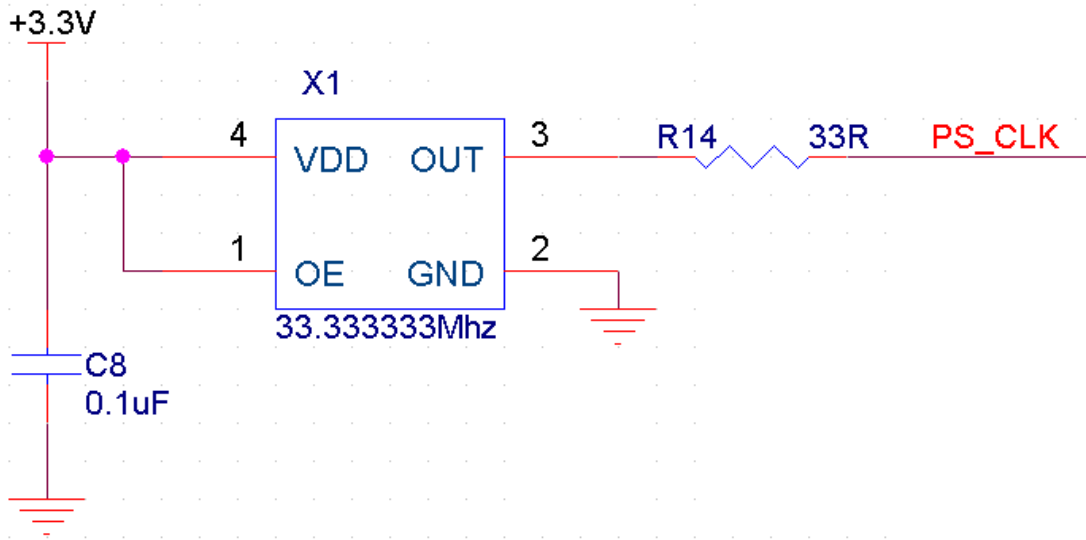 +3.3V
X1
4 VDD OUT 3 R14 33R PS_CLK
1 OE GND 2
33.333333Mhz
C8
0.1uF